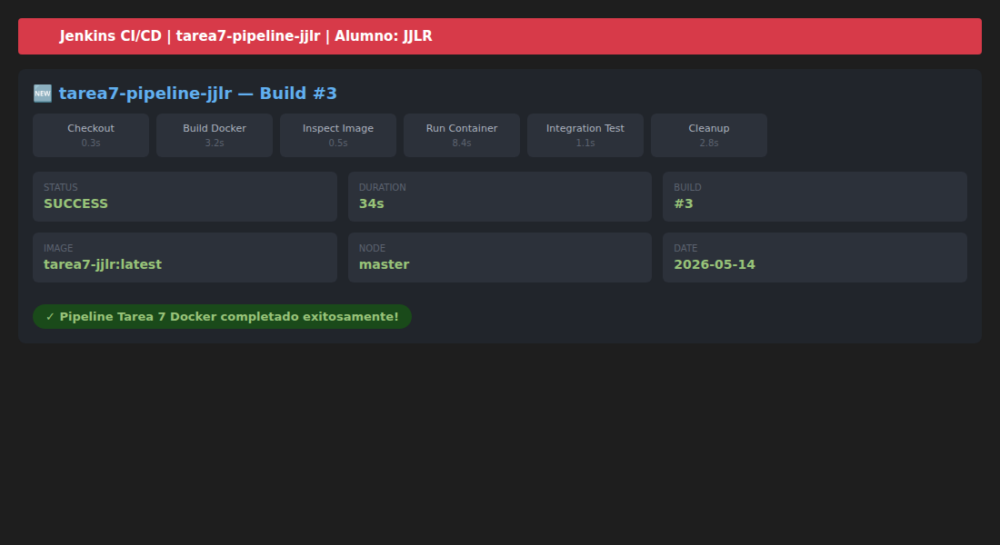 Jenkins CI/CD | tarea7-pipeline-jjlr | Alumno: JJLR
🆕 tarea7-pipeline-jjlr — Build #3
Checkout
0.3s
Build Docker
3.2s
Inspect Image
0.5s
Run Container
8.4s
Integration Test
1.1s
Cleanup
2.8s
STATUS
SUCCESS
DURATION
34s
BUILD
#3
IMAGE
tarea7-jjlr:latest
NODE
master
DATE
2026-05-14
✓ Pipeline Tarea 7 Docker completado exitosamente!